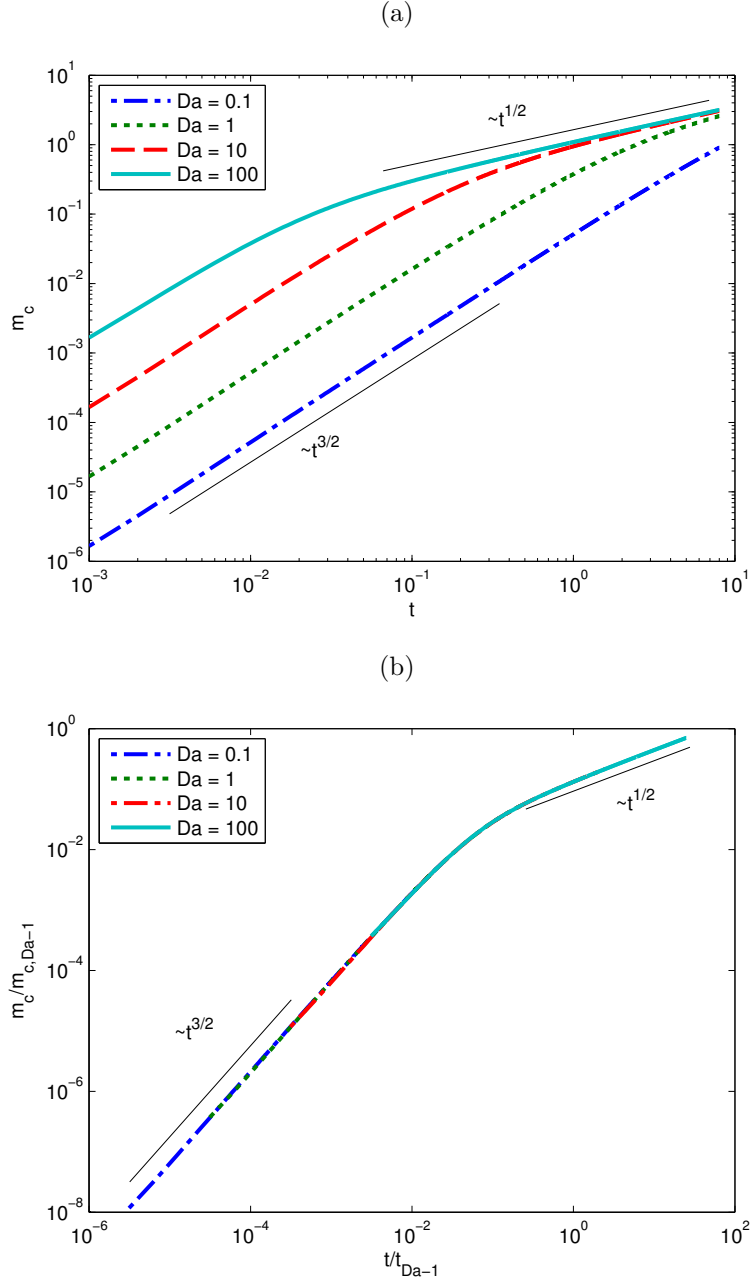 (a)
10^1
10^0
10^-1
10^-2
10^-3
10^-4
10^-5
10^-6
m_c
Da = 0.1
Da = 1
Da = 10
Da = 100
~t^1/2
~t^3/2
10^-3
10^-2
10^-1
10^0
10^1
t
(b)
10^0
10^-2
10^-4
10^-6
10^-8
m_c/m_c,Da-1
Da = 0.1
Da = 1
Da = 10
Da = 100
~t^1/2
~t^3/2
10^-6
10^-4
10^-2
10^0
10^2
t/t_Da-1